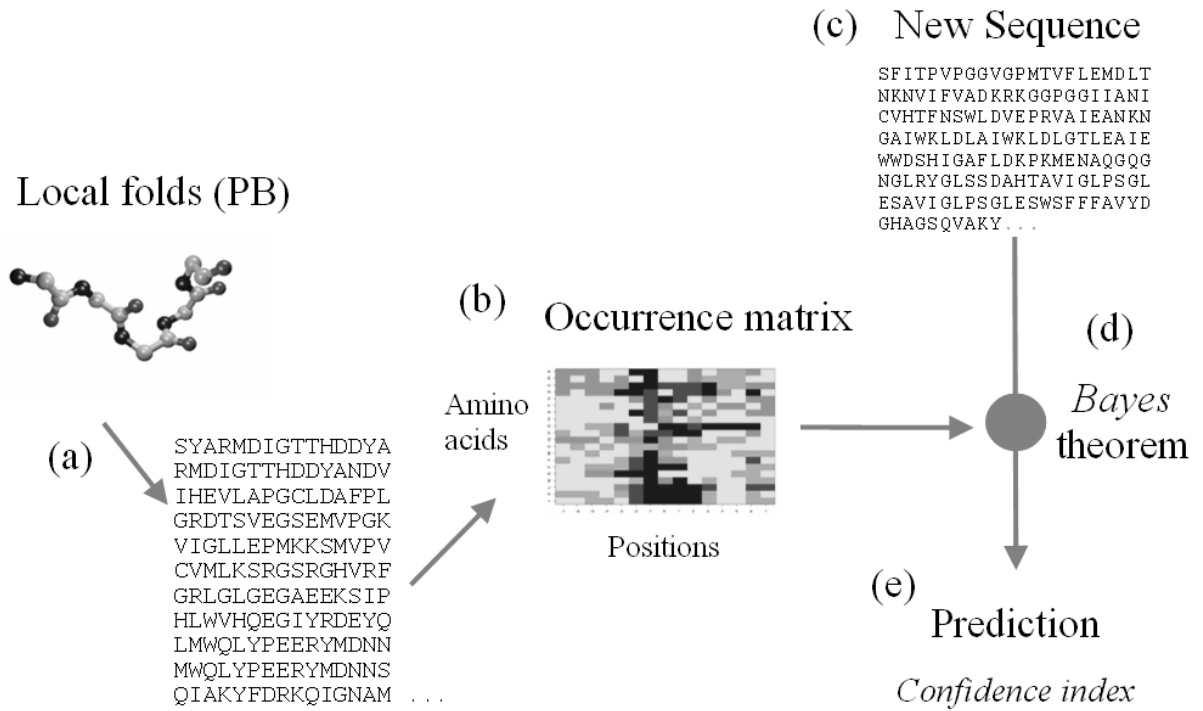 (c) New Sequence
SFITPVPGGVGPMTVFLEMDLT
NKNVIFVADKRKGGPGGIIANI
CVHTFNSWLDVEPRVAIEANKN
GAIWKLDLAIWKLDLGTLEAIE
WWDSHIGAFLDKPKMENAQGQG
NGLRYGLSSDAHTAVIGLPSGL
ESAVIGLPSGLESWSFFFAVYD
GHAGSQVAKY...
Local folds (PB)
(a)
SYARMDIGTTHDDYA
RMDIGTTHDDYANDV
IHEVLAPGCLDAFPL
GRDTSVEGSEMVPGK
VIGLLEPMKKSMVPV
CVMLKSRGSRGHVRF
GRLGLGEGAEEKSIP
HLWVHQEGIYRDEYQ
LMWQLYPEERYMDNN
MWQLYPEERYMDNNS
QIAKYFDRKQIGNAM ...
(b)
Occurrence matrix
Amino
acids
Positions
(d)
Bayes
theorem
(e)
Prediction
Confidence index